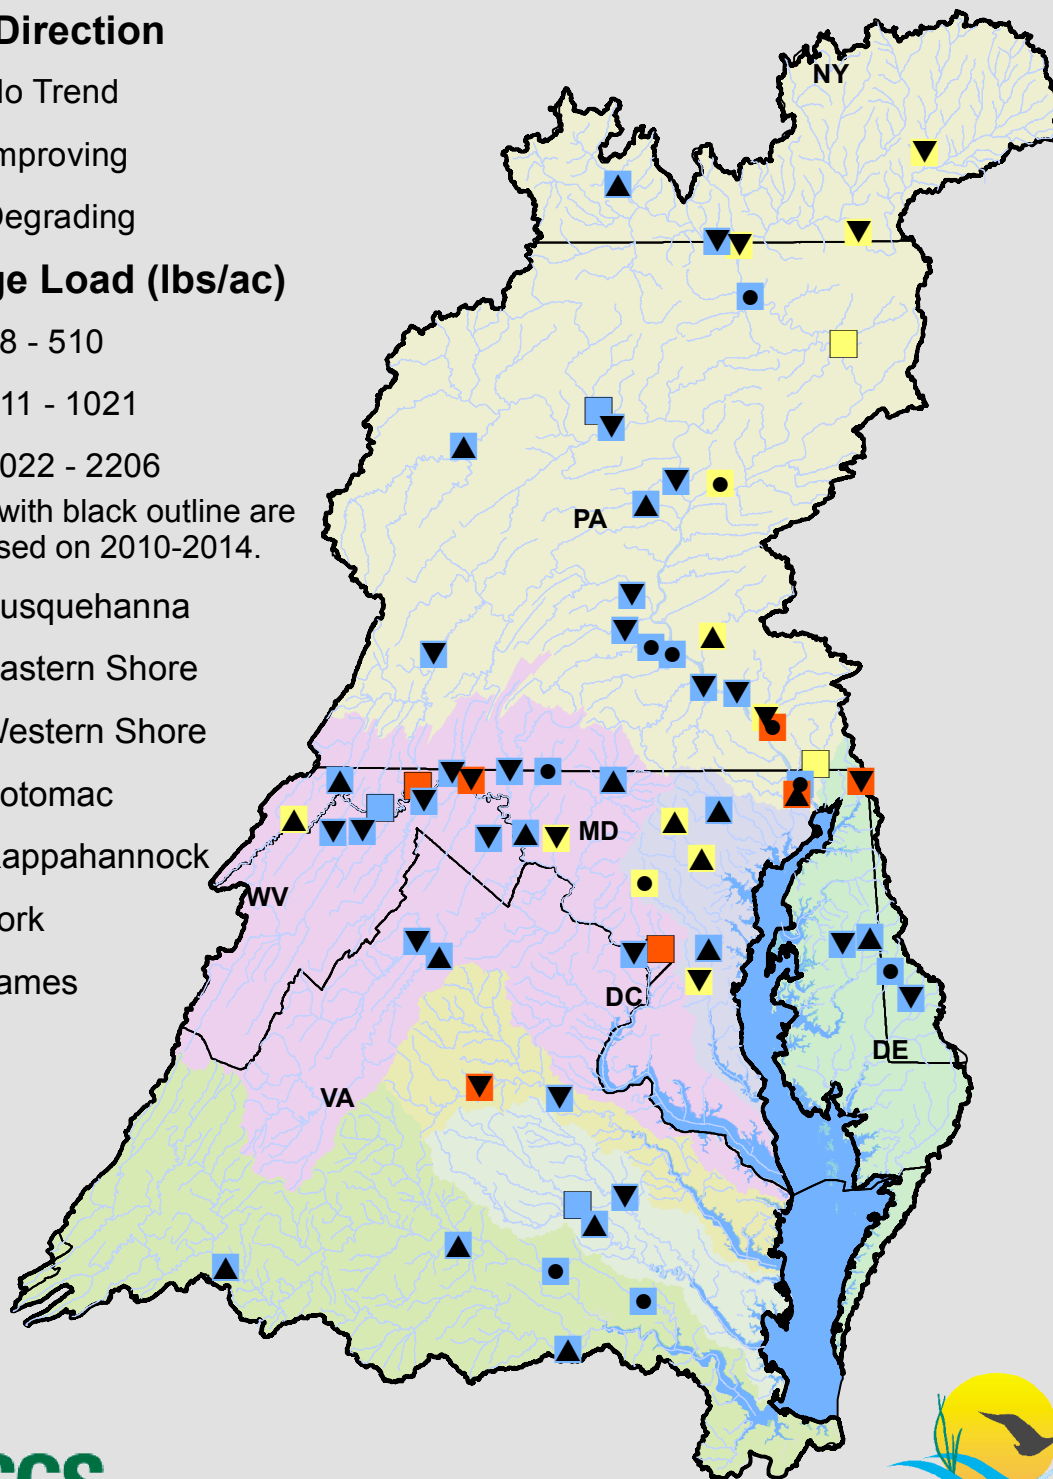 Direction
lo Trend
mproving
Degrading
ge Load (lbs/ac)
8 - 510
11 - 1021
022 - 2206
with black outline are
sed on 2010-2014.
usquehanna
astern Shore
Western Shore
otomac
appahannock
ork
ames
NY
PA
MD
WV
DC
DE
VA